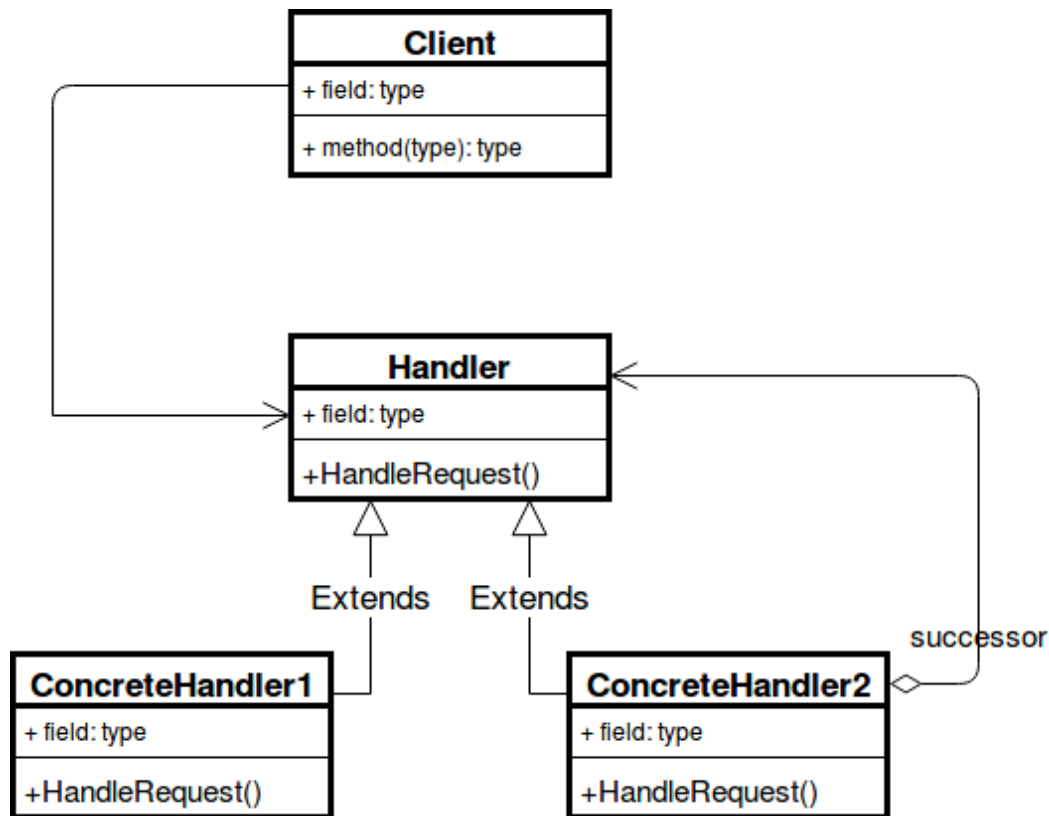 Client
+ field: type
+ method(type): type
Handler
+ field: type
+HandleRequest()
Extends
Extends
successor
ConcreteHandler1
+ field: type
+HandleRequest()
ConcreteHandler2
+ field: type
+HandleRequest()